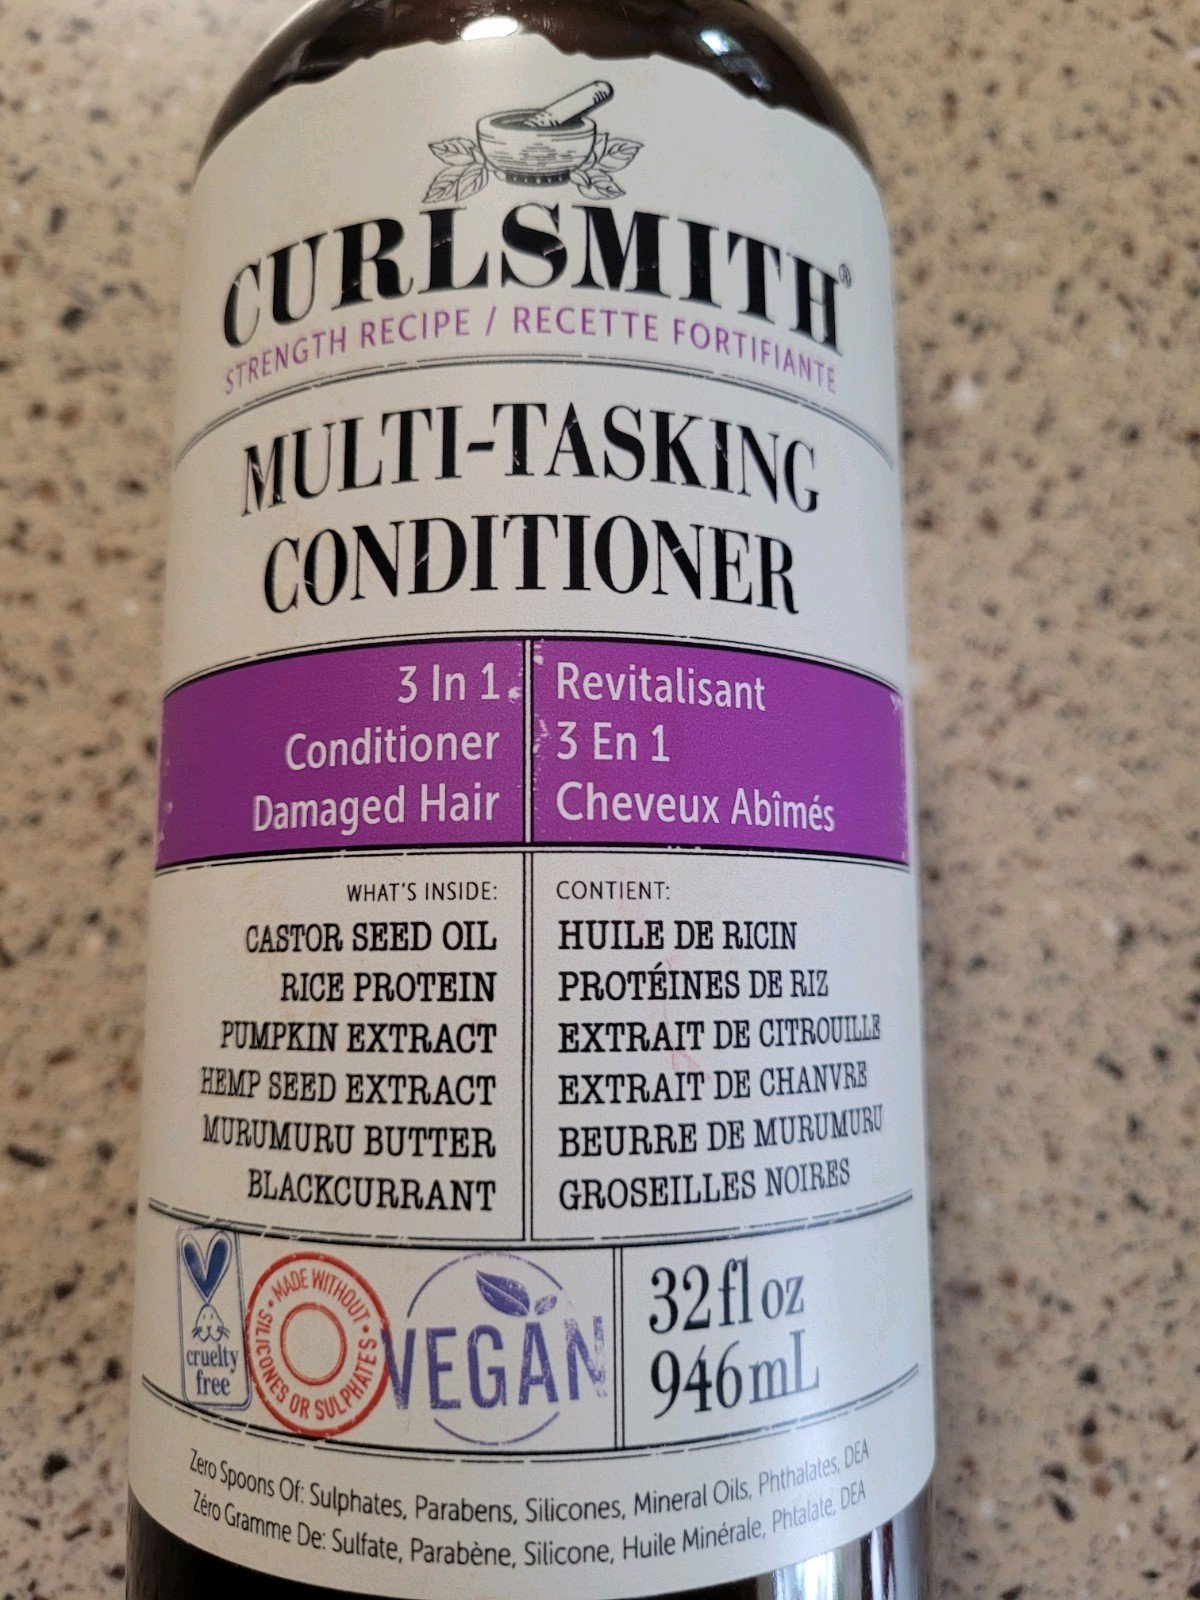 CURLSMITH®
STRENGTH RECIPE / RECETTE FORTIFIANTE
MULTI-TASKING
CONDITIONER
3 In 1
Conditioner
Damaged Hair
Revitalisant
3 En 1
Cheveux Abîmés
WHAT'S INSIDE:
CASTOR SEED OIL
RICE PROTEIN
PUMPKIN EXTRACT
HEMP SEED EXTRACT
MURUMURU BUTTER
BLACKCURRANT
CONTIENT:
HUILE DE RICIN
PROTÉINES DE RIZ
EXTRAIT DE CITROUILLE
EXTRAIT DE CHANVRE
BEURRE DE MURUMURU
GROSEILLES NOIRES
cruelty
free
• MADE WITHOUT •
SILICONES OR SULPHATES
VEGAN
32 fl oz
946 mL
Zero Spoons Of: Sulphates, Parabens, Silicones, Mineral Oils, Phthalates, DEA
Zéro Gramme De: Sulfate, Parabène, Silicone, Huile Minérale, Phtalate, DEA